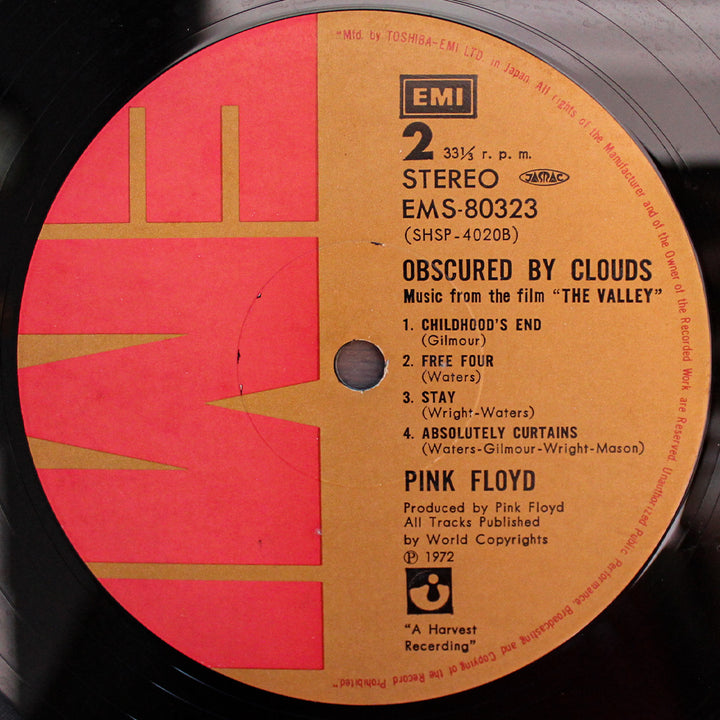 "Mfd. by TOSHIBA-EMI LTD. in Japan. All rights of the Manufacturer and of the Owner of the Recorded Work are Reserved. Unauthorized Public Performance, Broadcasting and Copying of the Record Prohibited."
EMI
EMI
2 33⅓ r. p. m.
STEREO JASRAC
EMS-80323
(SHSP-4020B)
OBSCURED BY CLOUDS
Music from the film "THE VALLEY"
1. CHILDHOOD'S END
(Gilmour)
2. FREE FOUR
(Waters)
3. STAY
(Wright-Waters)
4. ABSOLUTELY CURTAINS
(Waters-Gilmour-Wright-Mason)
PINK FLOYD
Produced by Pink Floyd
All Tracks Published
by World Copyrights
Ⓟ 1972
"A Harvest
Recerding"